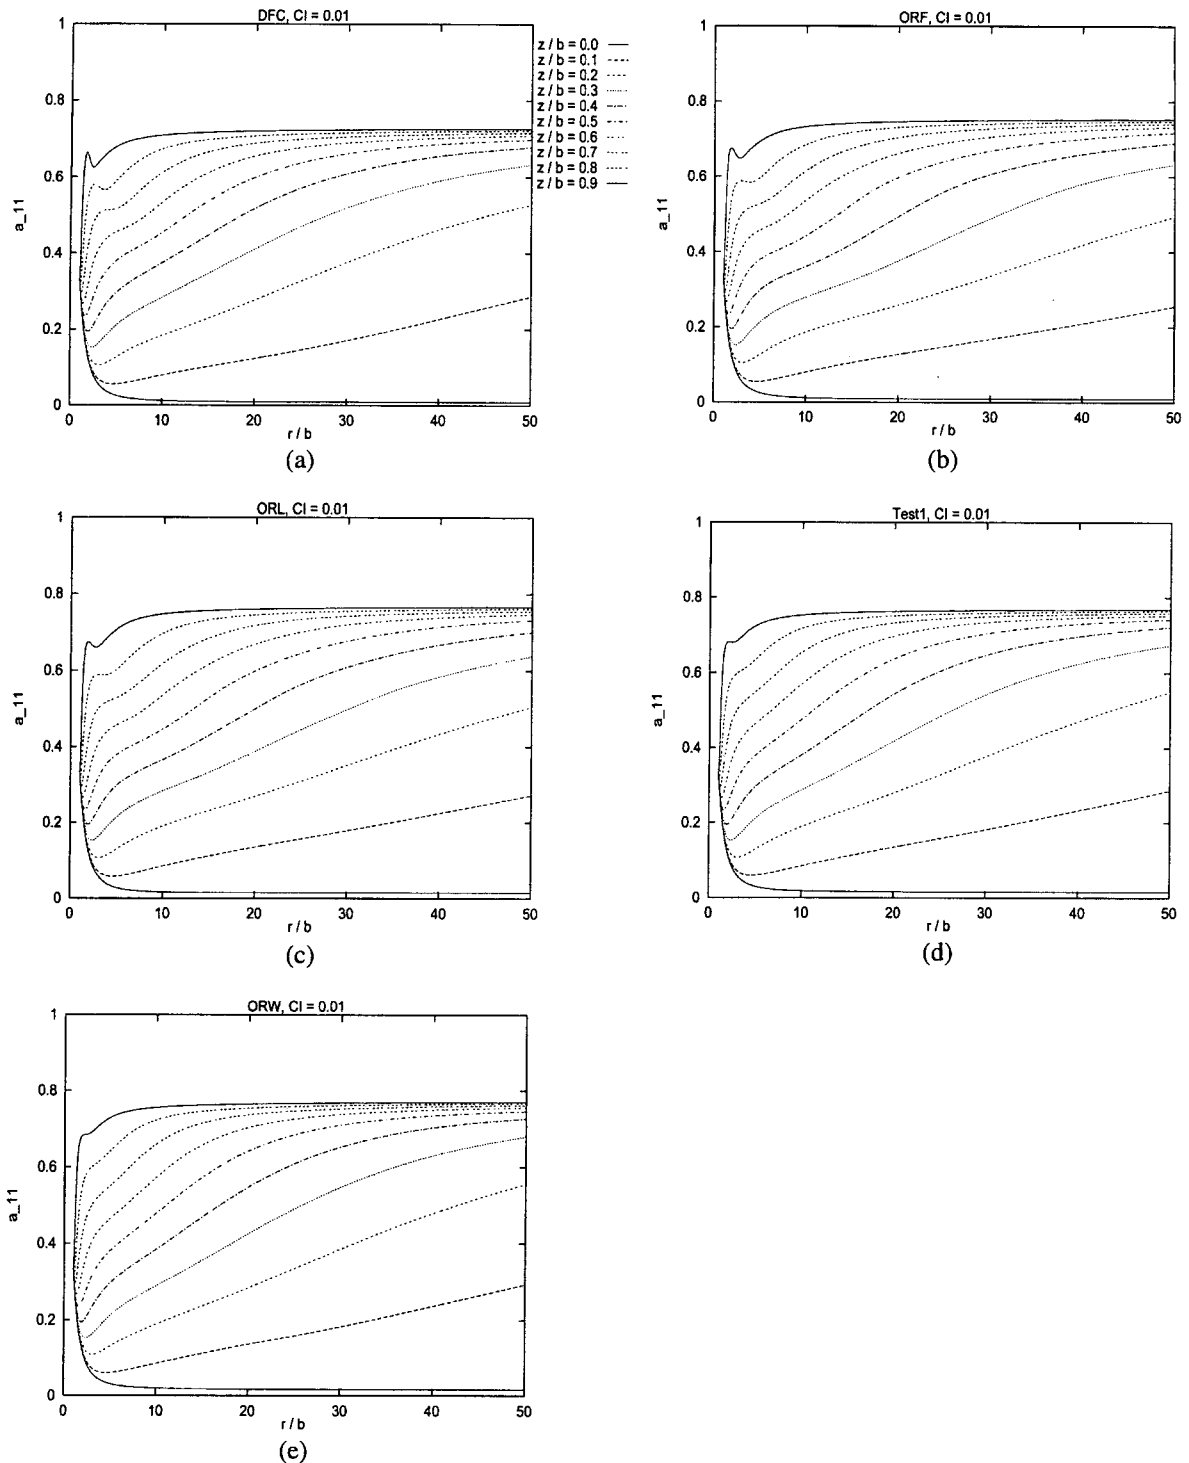 DFC, CI = 0.01
1
0.8
0.6
0.4
0.2
0
a_11
0 10 20 30 40 50
r / b
(a)
z / b = 0.0
z / b = 0.1
z / b = 0.2
z / b = 0.3
z / b = 0.4
z / b = 0.5
z / b = 0.6
z / b = 0.7
z / b = 0.8
z / b = 0.9
ORF, CI = 0.01
1
0.8
0.6
0.4
0.2
0
a_11
0 10 20 30 40 50
r / b
(b)
ORL, CI = 0.01
1
0.8
0.6
0.4
0.2
0
a_11
0 10 20 30 40 50
r / b
(c)
Test1, CI = 0.01
1
0.8
0.6
0.4
0.2
0
a_11
0 10 20 30 40 50
r / b
(d)
ORW, CI = 0.01
1
0.8
0.6
0.4
0.2
0
a_11
0 10 20 30 40 50
r / b
(e)